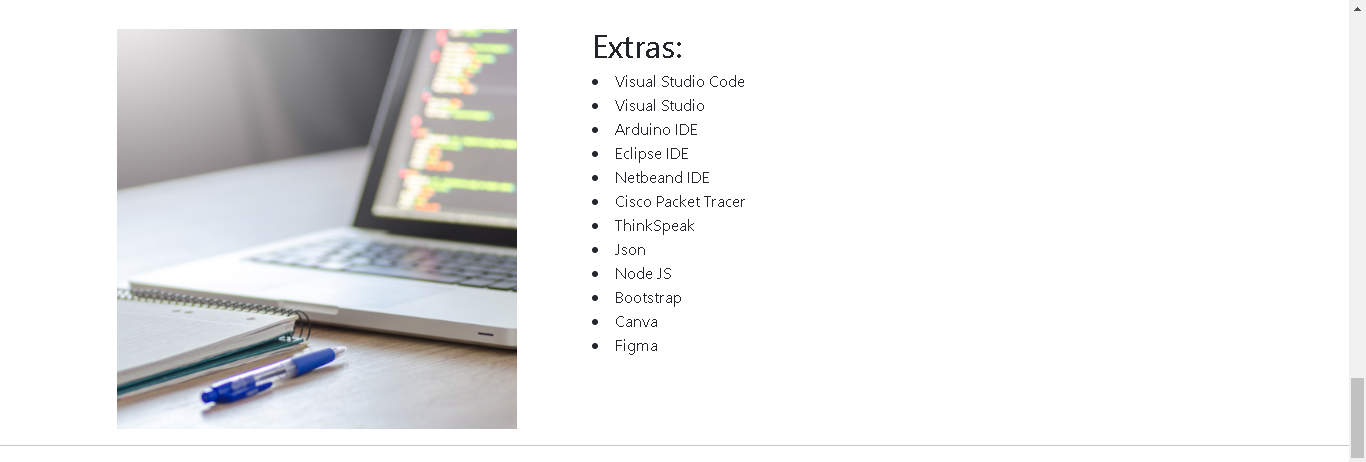 Extras:
Visual Studio Code
Visual Studio
Arduino IDE
Eclipse IDE
Netbeand IDE
Cisco Packet Tracer
ThinkSpeak
Json
Node JS
Bootstrap
Canva
Figma